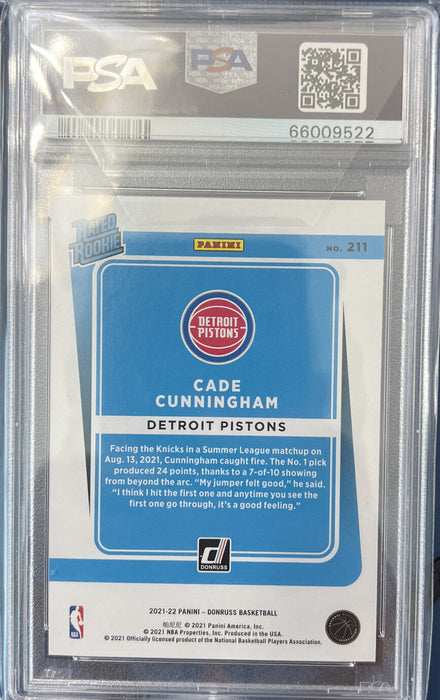 PSA
PSA
66009522
RATED
ROOKIE
PANINI
NO. 211
DETROIT
PISTONS
CADE
CUNNINGHAM
DETROIT PISTONS
Facing the Knicks in a Summer League matchup on
Aug. 13, 2021, Cunningham caught fire. The No. 1 pick
produced 24 points, thanks to a 7-of-10 showing
from beyond the arc. “My jumper felt good,” he said.
“I think I hit the first one and anytime you see the
first one go through, it’s a good feeling.”
DONRUSS
2021-22 PANINI – DONRUSS BASKETBALL
帕尼尼 © 2021 Panini America, Inc.
© 2021 NBA Properties, Inc. Produced in the USA.
© 2021 Officially licensed product of the National Basketball Players Association.
NBA